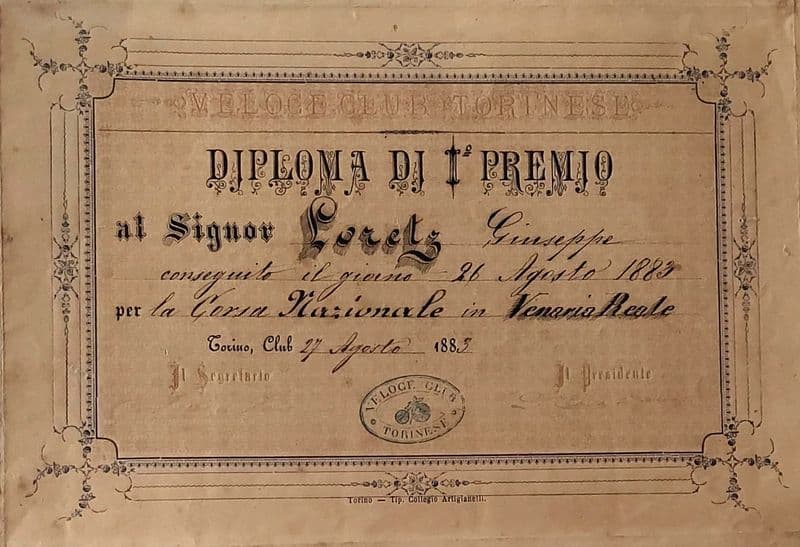 VELOCE CLUB TORINESE
DIPLOMA DI Iº PREMIO
al Signor Loretz Giuseppe
conseguito il giorno 26 Agosto 1883
per la Corsa Nazionale in Venaria Reale
Torino, Club 27 Agosto 1883
Il Segretario Il Presidente
VELOCE CLUB
TORINESE
Torino — Tip. Collegio Artigianelli.